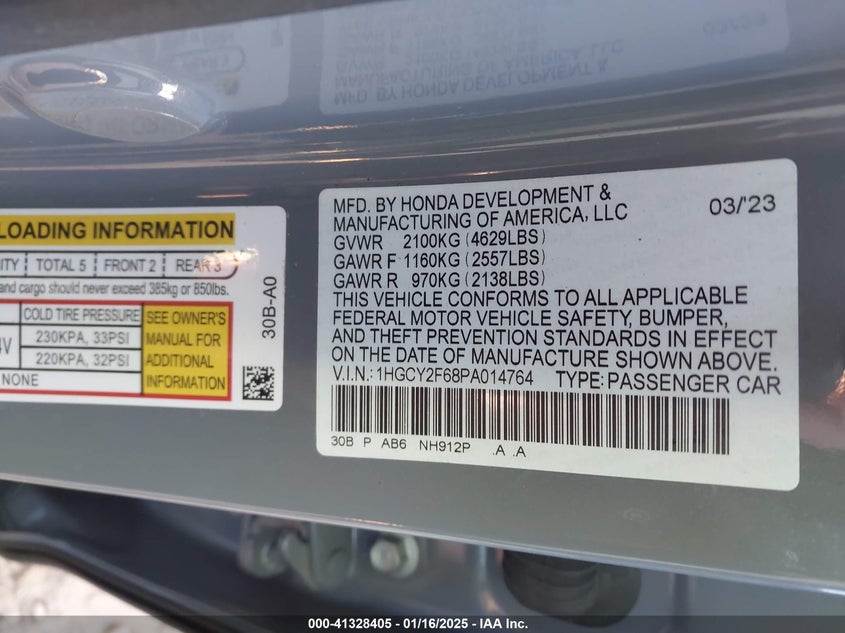 LOADING INFORMATION
ITY TOTAL 5 FRONT 2 REAR 3
and cargo should never exceed 385kg or 850lbs.
COLD TIRE PRESSURE
4V 230KPA, 33PSI
220KPA, 32PSI
NONE
SEE OWNER'S
MANUAL FOR
ADDITIONAL
INFORMATION
30B-A0
MFD. BY HONDA DEVELOPMENT & 
MANUFACTURING OF AMERICA, LLC 03/'23
GVWR 2100KG (4629LBS)
GAWR F 1160KG (2557LBS)
GAWR R 970KG (2138LBS)
THIS VEHICLE CONFORMS TO ALL APPLICABLE
FEDERAL MOTOR VEHICLE SAFETY, BUMPER,
AND THEFT PREVENTION STANDARDS IN EFFECT
ON THE DATE OF MANUFACTURE SHOWN ABOVE.
V.I.N.: 1HGCY2F68PA014764 TYPE: PASSENGER CAR
30B P AB6 NH912P .A .A
000-41328405 - 01/16/2025 - IAA Inc.